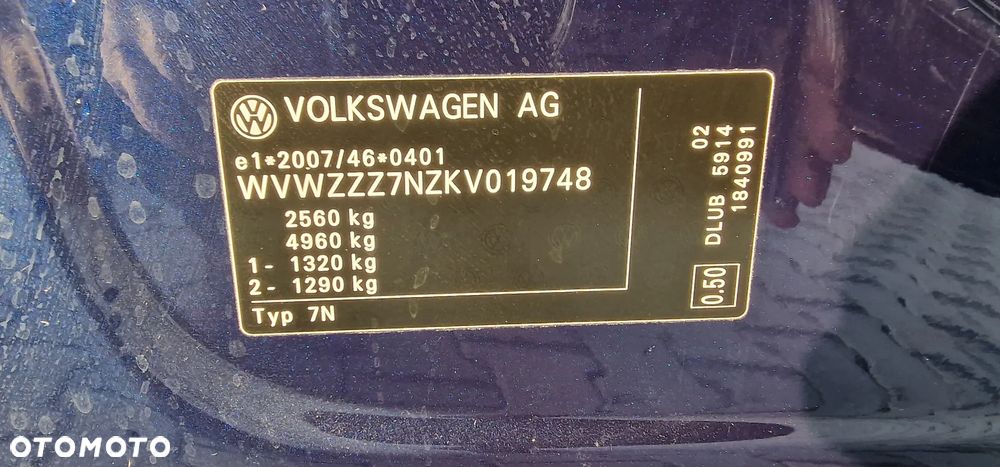 VOLKSWAGEN AG
e1*2007/46*0401
WVWZZZ7NZKV019748
2560 kg
4960 kg
1- 1320 kg
2- 1290 kg
Typ 7N
02
DLUB 5914
1840991
0.50
OTOMOTO